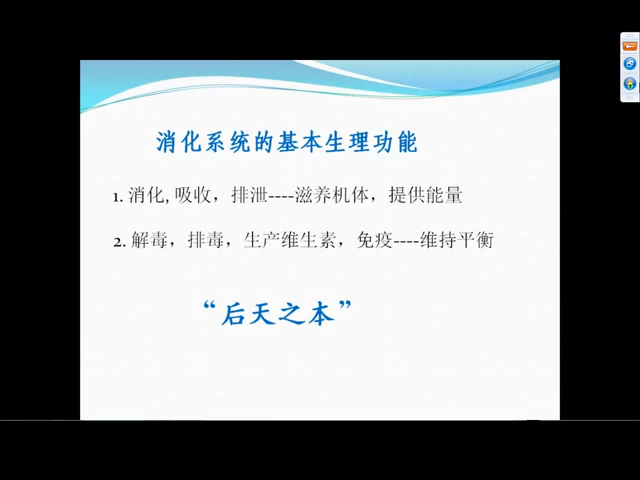 消化系统的基本生理功能
1. 消化,吸收，排泄----滋养机体，提供能量
2. 解毒，排毒，生产维生素，免疫----维持平衡
“后天之本”